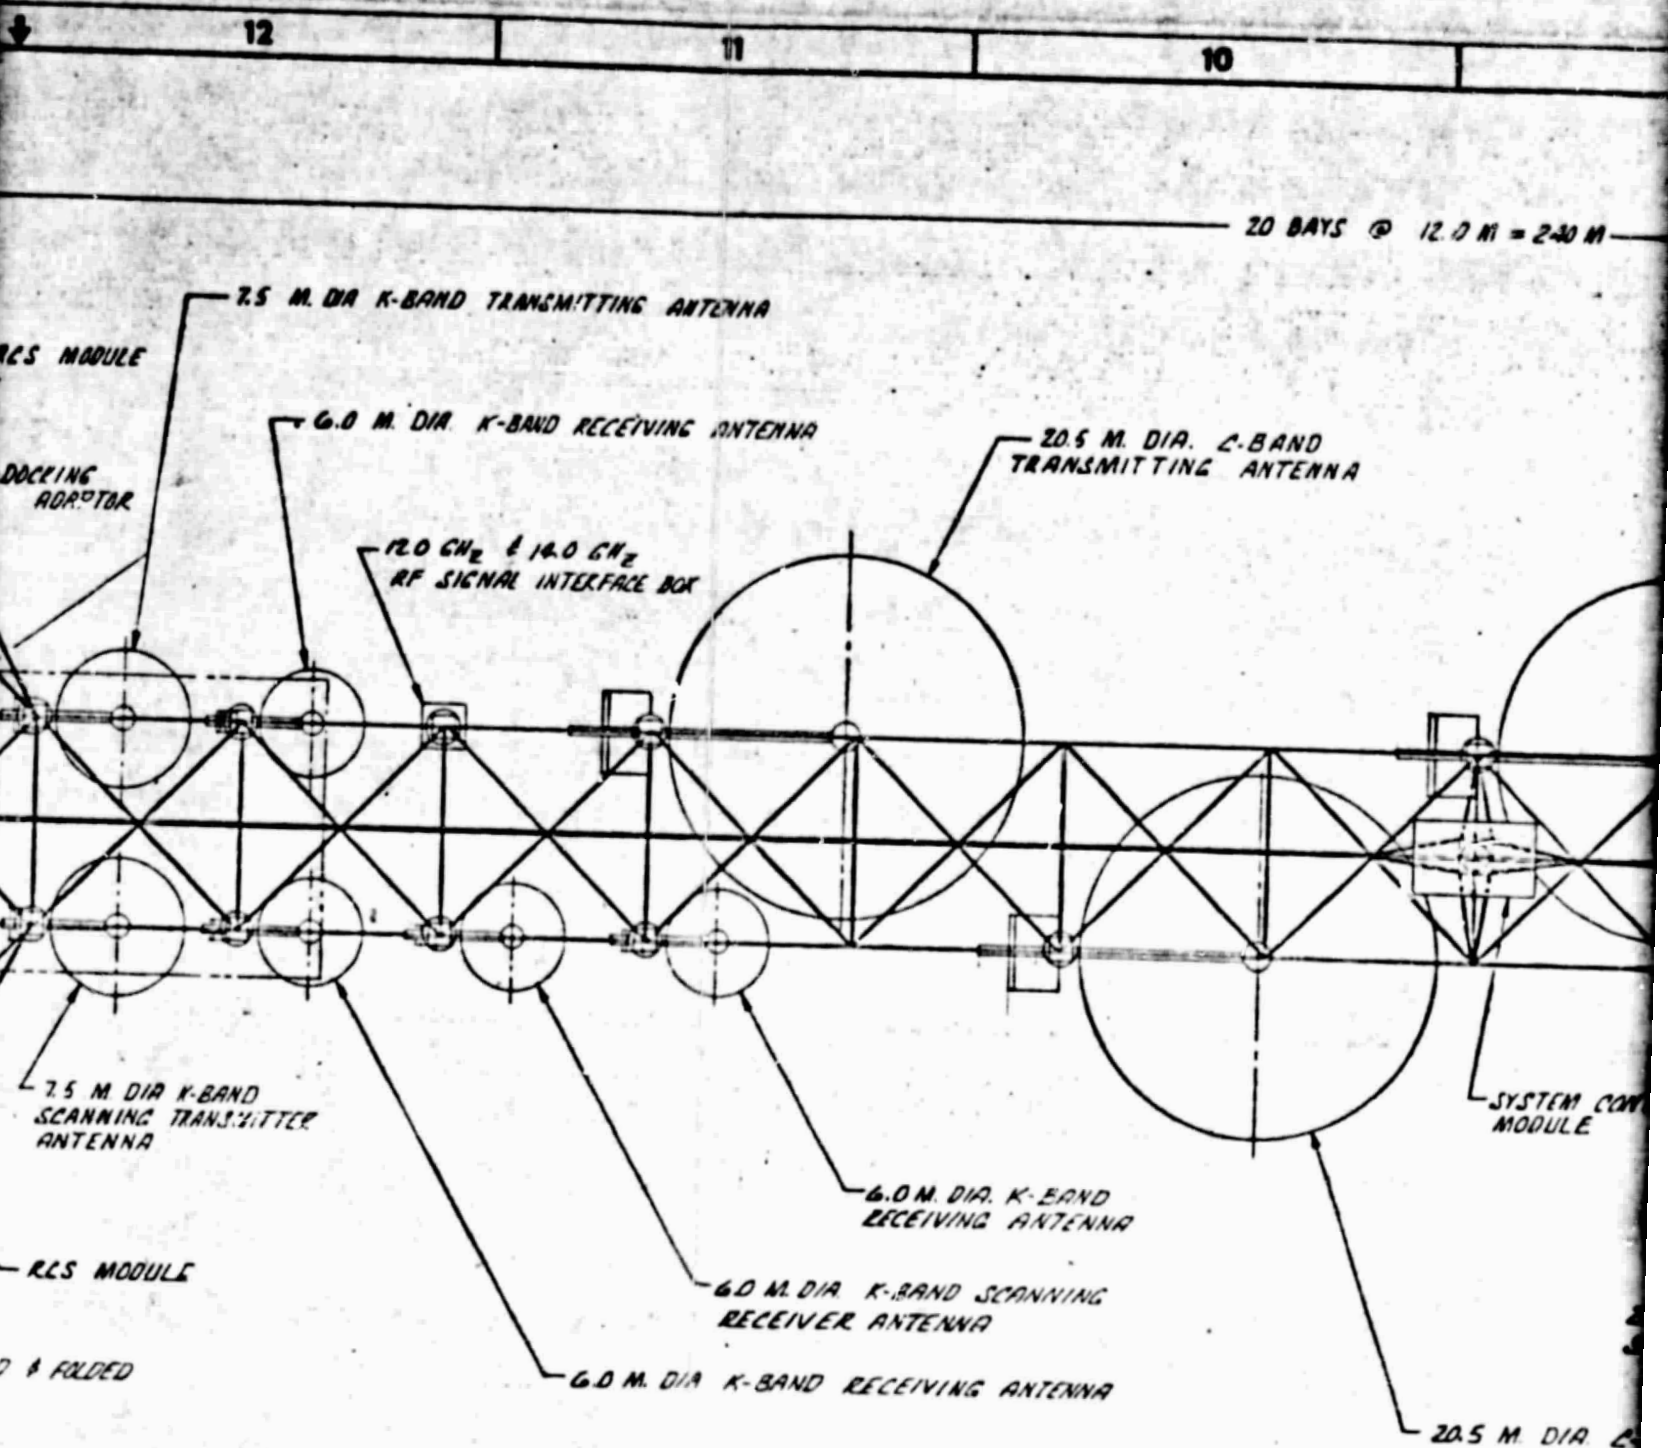 12
11
10
20 BAYS @ 12.0 M = 240 M
7.5 M. DIA K-BAND TRANSMITTING ANTENNA
RCS MODULE
6.0 M. DIA. K-BAND RECEIVING ANTENNA
20.5 M. DIA. C-BAND
TRANSMITTING ANTENNA
DOCKING
ADAPTOR
12.0 GHZ & 14.0 GHZ
RF SIGNAL INTERFACE BOX
7.5 M DIA K-BAND
SCANNING TRANSMITTER
ANTENNA
SYSTEM CON
MODULE
6.0 M. DIA. K-BAND
RECEIVING ANTENNA
RCS MODULE
6.0 M. DIA K-BAND SCANNING
RECEIVER ANTENNA
& FOLDED
6.0 M. DIA K-BAND RECEIVING ANTENNA
20.5 M. DIA. C-